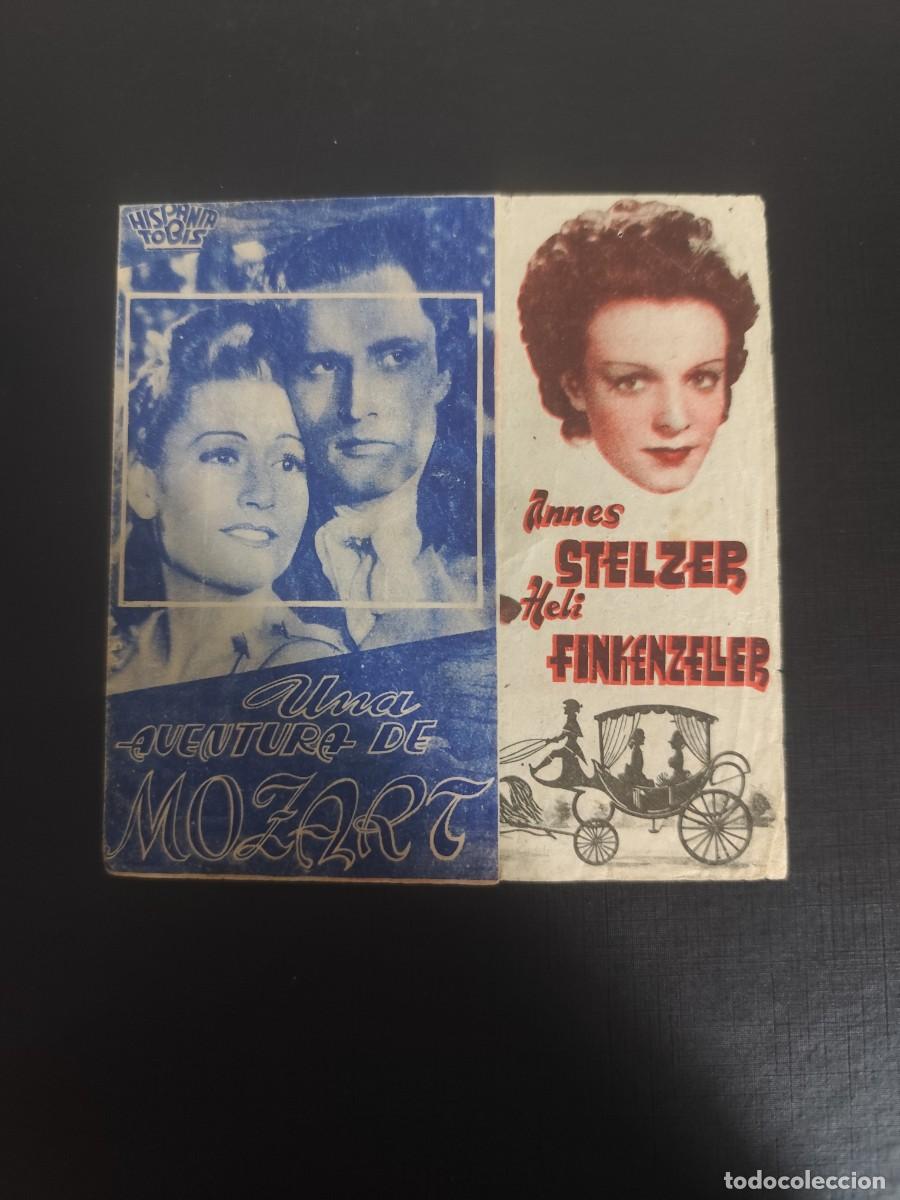 HISPANIA
TOBIS
Una
AVENTURA DE
MOZART
Annes
STELZER
Heli
FINKENZELLER
todocoleccion